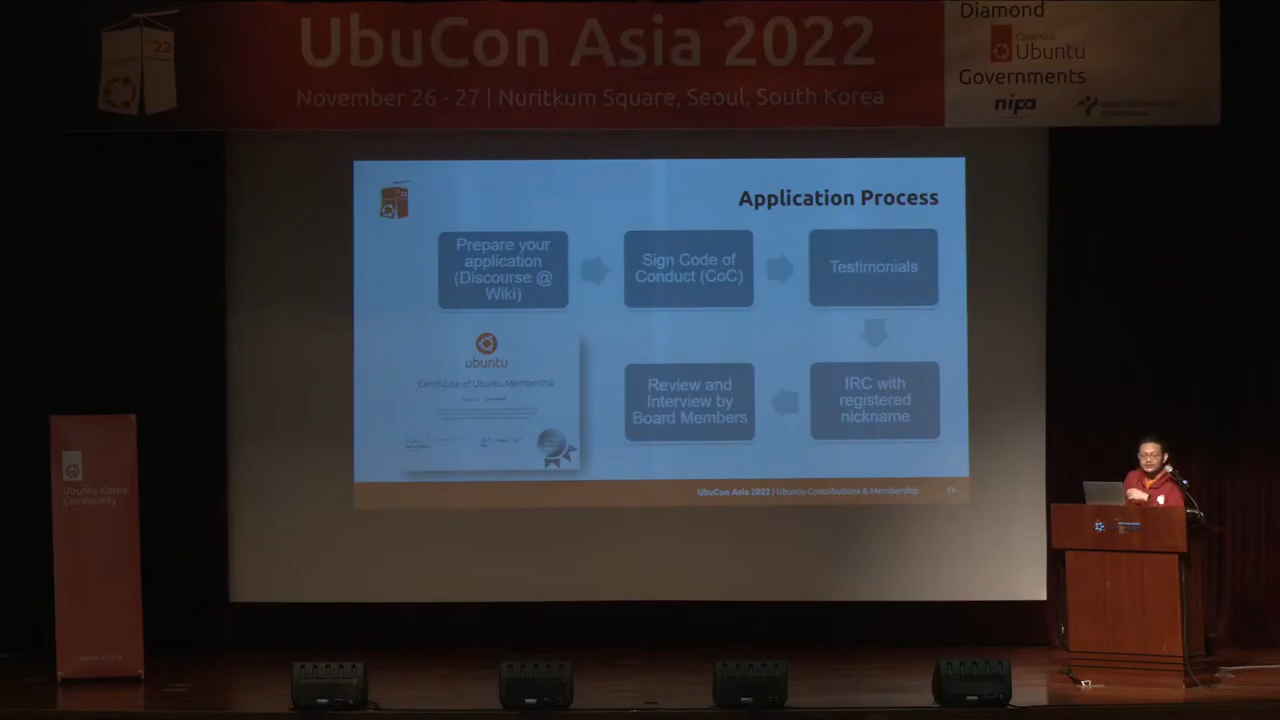 UbuCon Asia 2022
November 26 - 27 | Nuritkum Square, Seoul, South Korea
Diamond
Ubuntu
Governments
nipa
Application Process
Prepare your
application
(Discourse @
Wiki)
Sign Code of
Conduct (CoC)
Testimonials
IRC with
registered
nickname
Review and
Interview by
Board Members
ubuntu
Certificate of Ubuntu Membership
UbuCon Asia 2022 | Ubuntu Contributions & Membership
Ubuntu Korea
Community